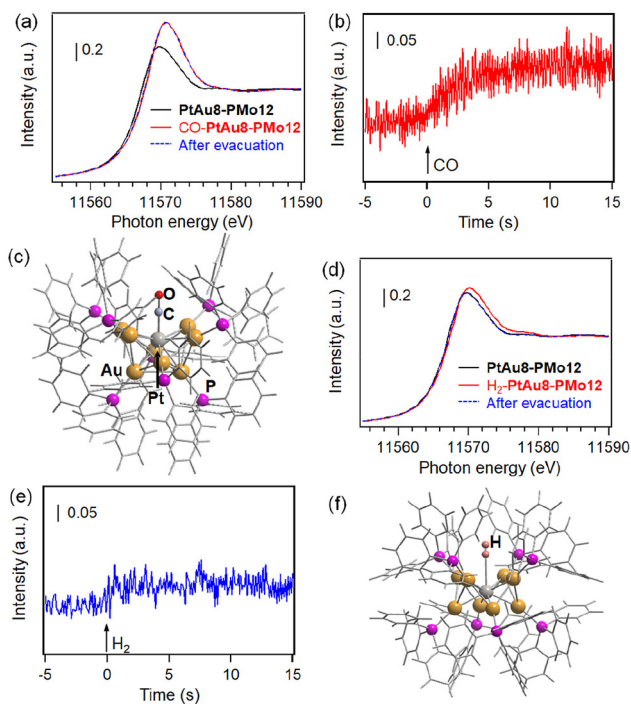 (a)
0.2
Intensity (a.u.)
PtAu8-PMo12
CO-PtAu8-PMo12
After evacuation
11560 11570 11580 11590
Photon energy (eV)
(b)
0.05
Intensity (a.u.)
CO
-5 0 5 10 15
Time (s)
(c)
O
C
Au
Pt
P
(d)
0.2
Intensity (a.u.)
PtAu8-PMo12
H₂-PtAu8-PMo12
After evacuation
11560 11570 11580 11590
Photon energy (eV)
(e)
0.05
Intensity (a.u.)
H₂
-5 0 5 10 15
Time (s)
(f)
H